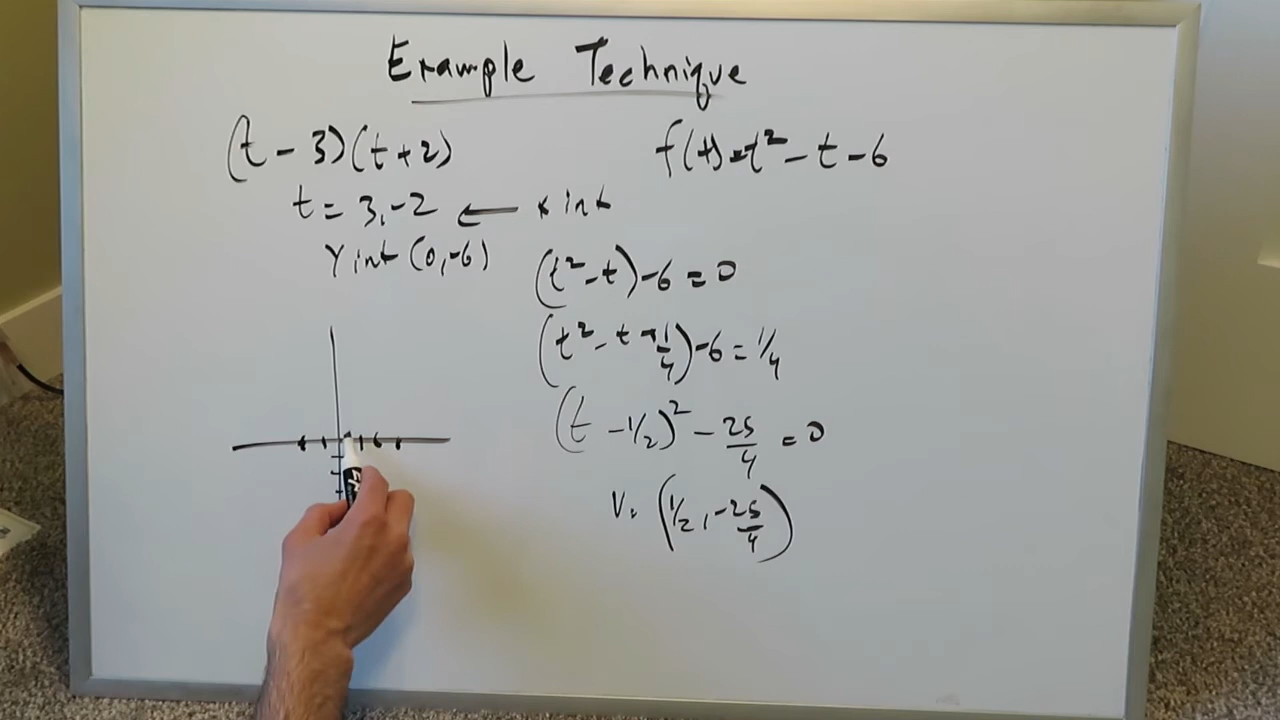 Example Technique
(t - 3)(t + 2)
f(t) = t² - t - 6
t = 3, -2 ← x int
Y int (0, -6)
(t² - t) - 6 = 0
(t² - t + 1/4) - 6 = 1/4
(t - 1/2)² - 25/4 = 0
V: (1/2, -25/4)